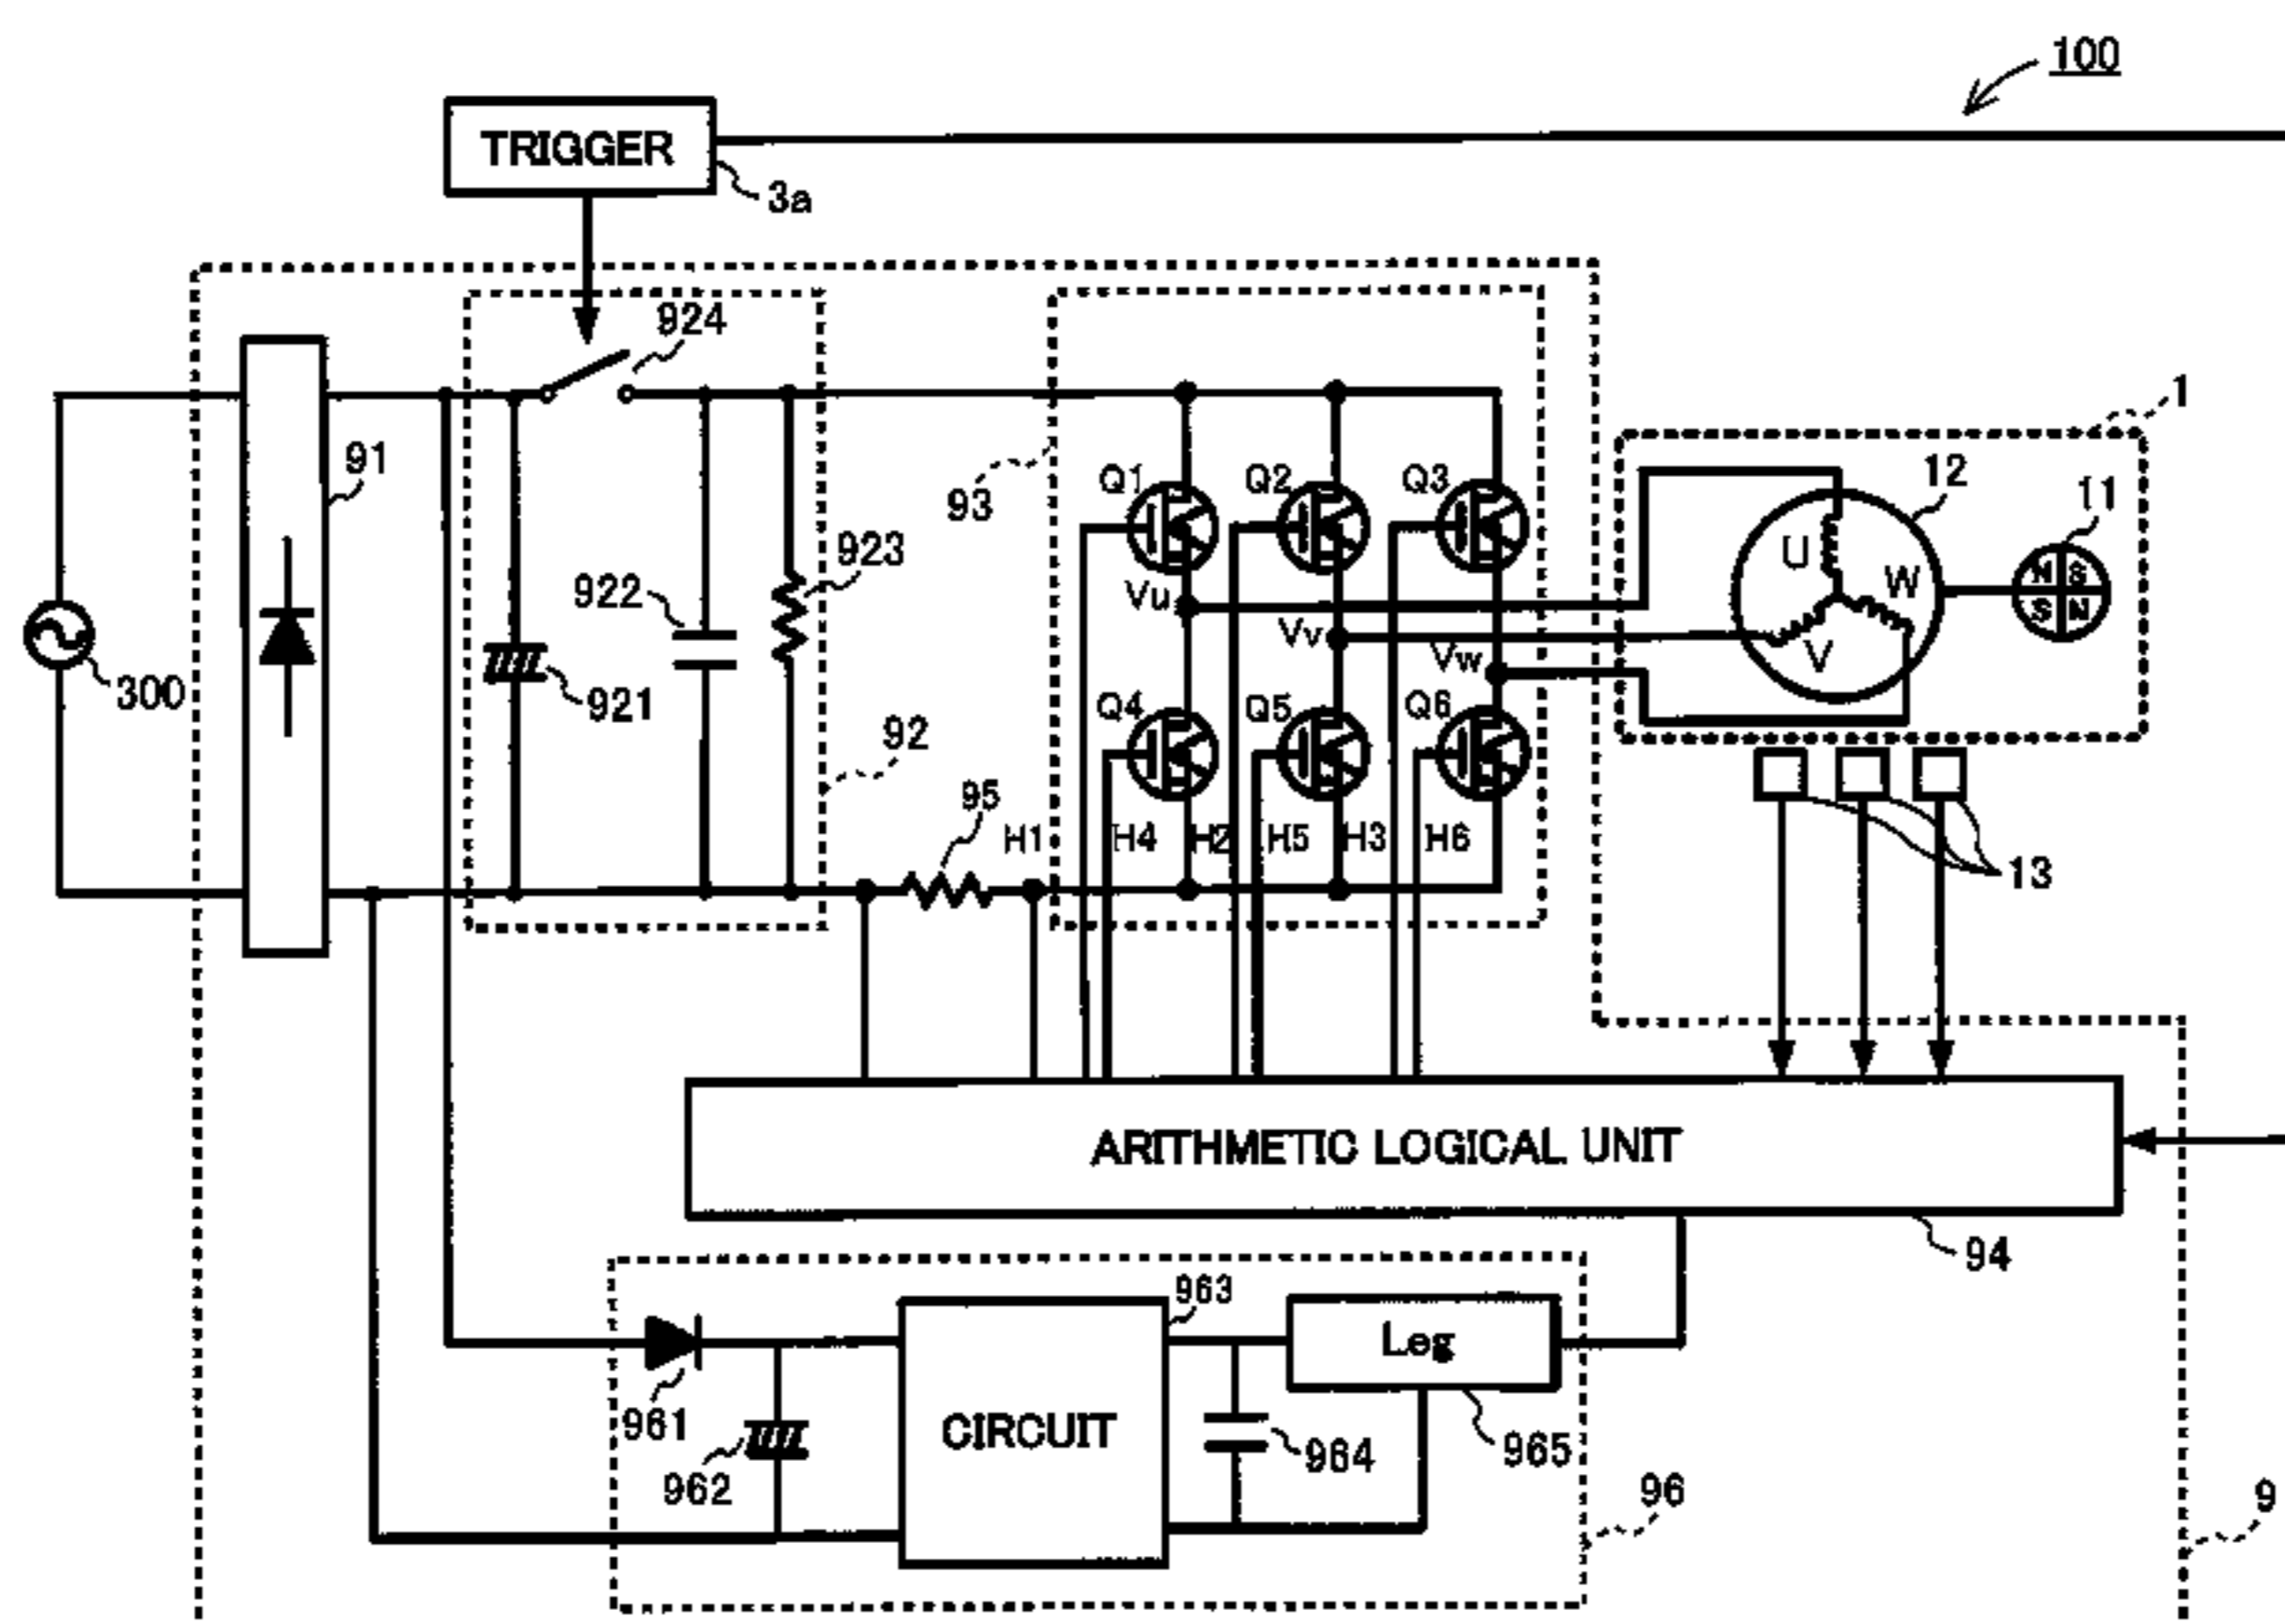 100
TRIGGER
3a
924
1
91
93
Q1
Q2
Q3
12
11
923
922
U
W
N
S
S
N
Vu
Vv
V
Vw
300
921
Q4
Q5
Q6
92
95
H1
H4
H2
H5
H3
H6
13
ARITHMETIC LOGICAL UNIT
94
963
Leg
961
CIRCUIT
964
965
962
96
9